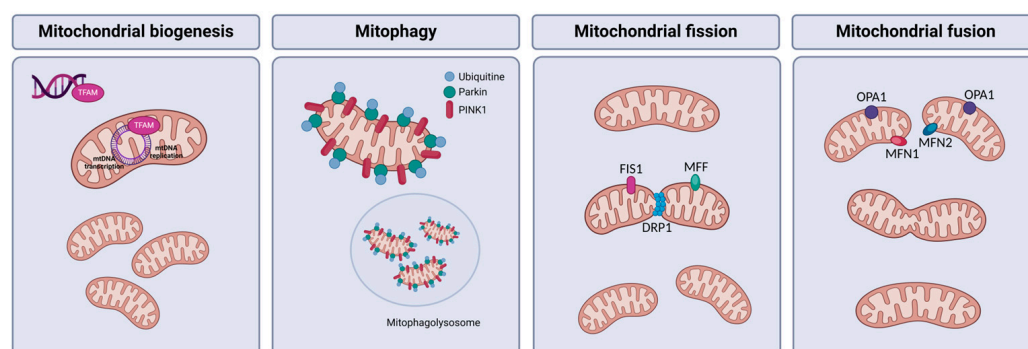 Mitochondrial biogenesis
Mitophagy
Mitochondrial fission
Mitochondrial fusion
TFAM
TFAM
mtDNA
transcription
mtDNA
replication
Ubiquitine
Parkin
PINK1
Mitophagolysosome
FIS1
MFF
DRP1
OPA1
OPA1
MFN1
MFN2